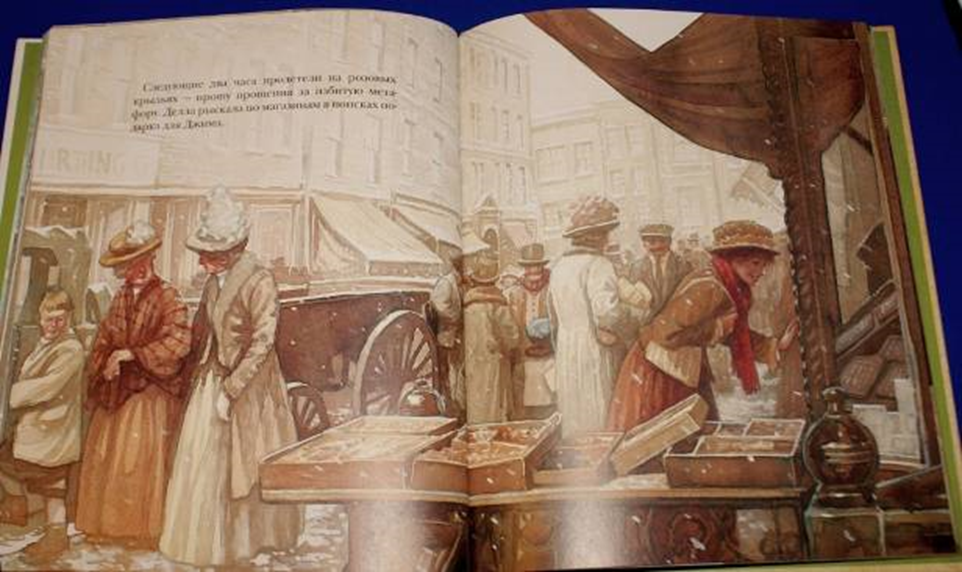 Следующие два часа пролетели на розовых
крыльях — прошу прощения за избитую мета-
фору. Делла рыскала по магазинам в поисках по-
дарка для Джима.